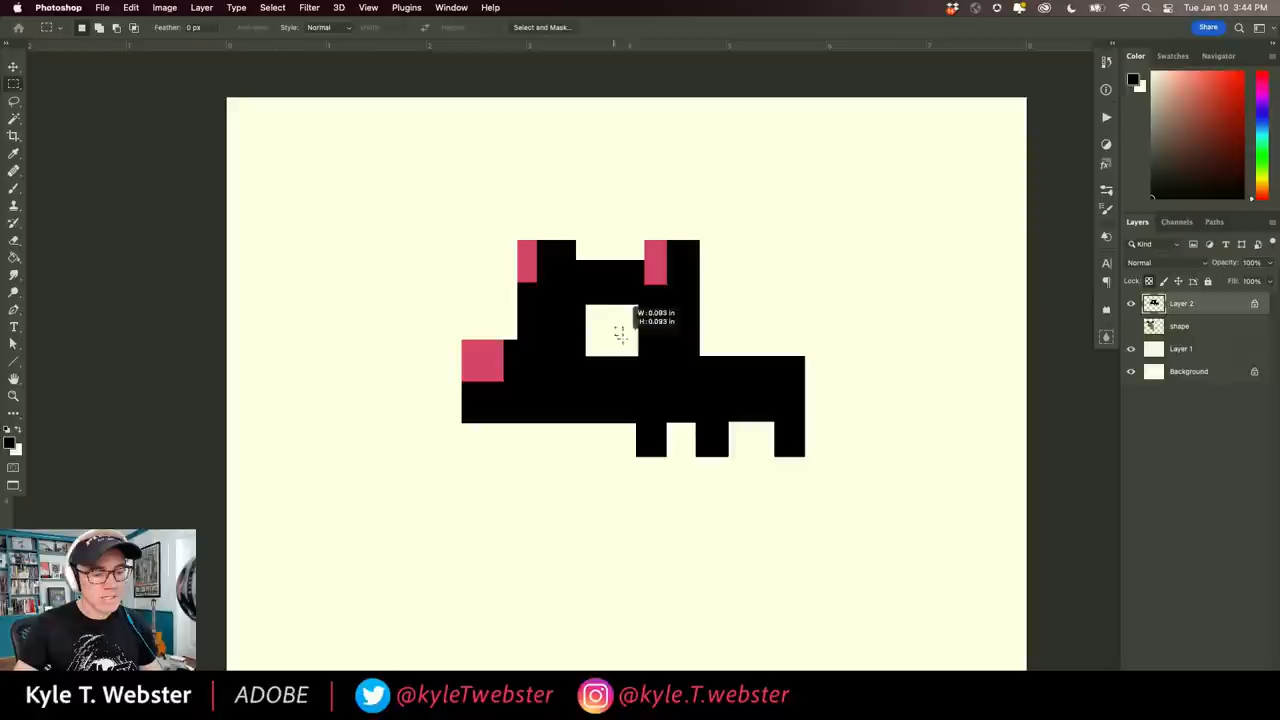 Photoshop File Edit Image Layer Type Select Filter 3D View Plugins Window Help Tue Jan 10 3:44 PM
Feather: 0 px Style: Normal Select and Mask... Share
Color Swatches Navigator
W: 0.093 in
H: 0.093 in
Layers Channels Paths
Kind
Normal Opacity: 100%
Lock: Fill: 100%
Layer 2
shape
Layer 1
Background
Kyle T. Webster | ADOBE | @kyleTwebster @kyle.T.webster